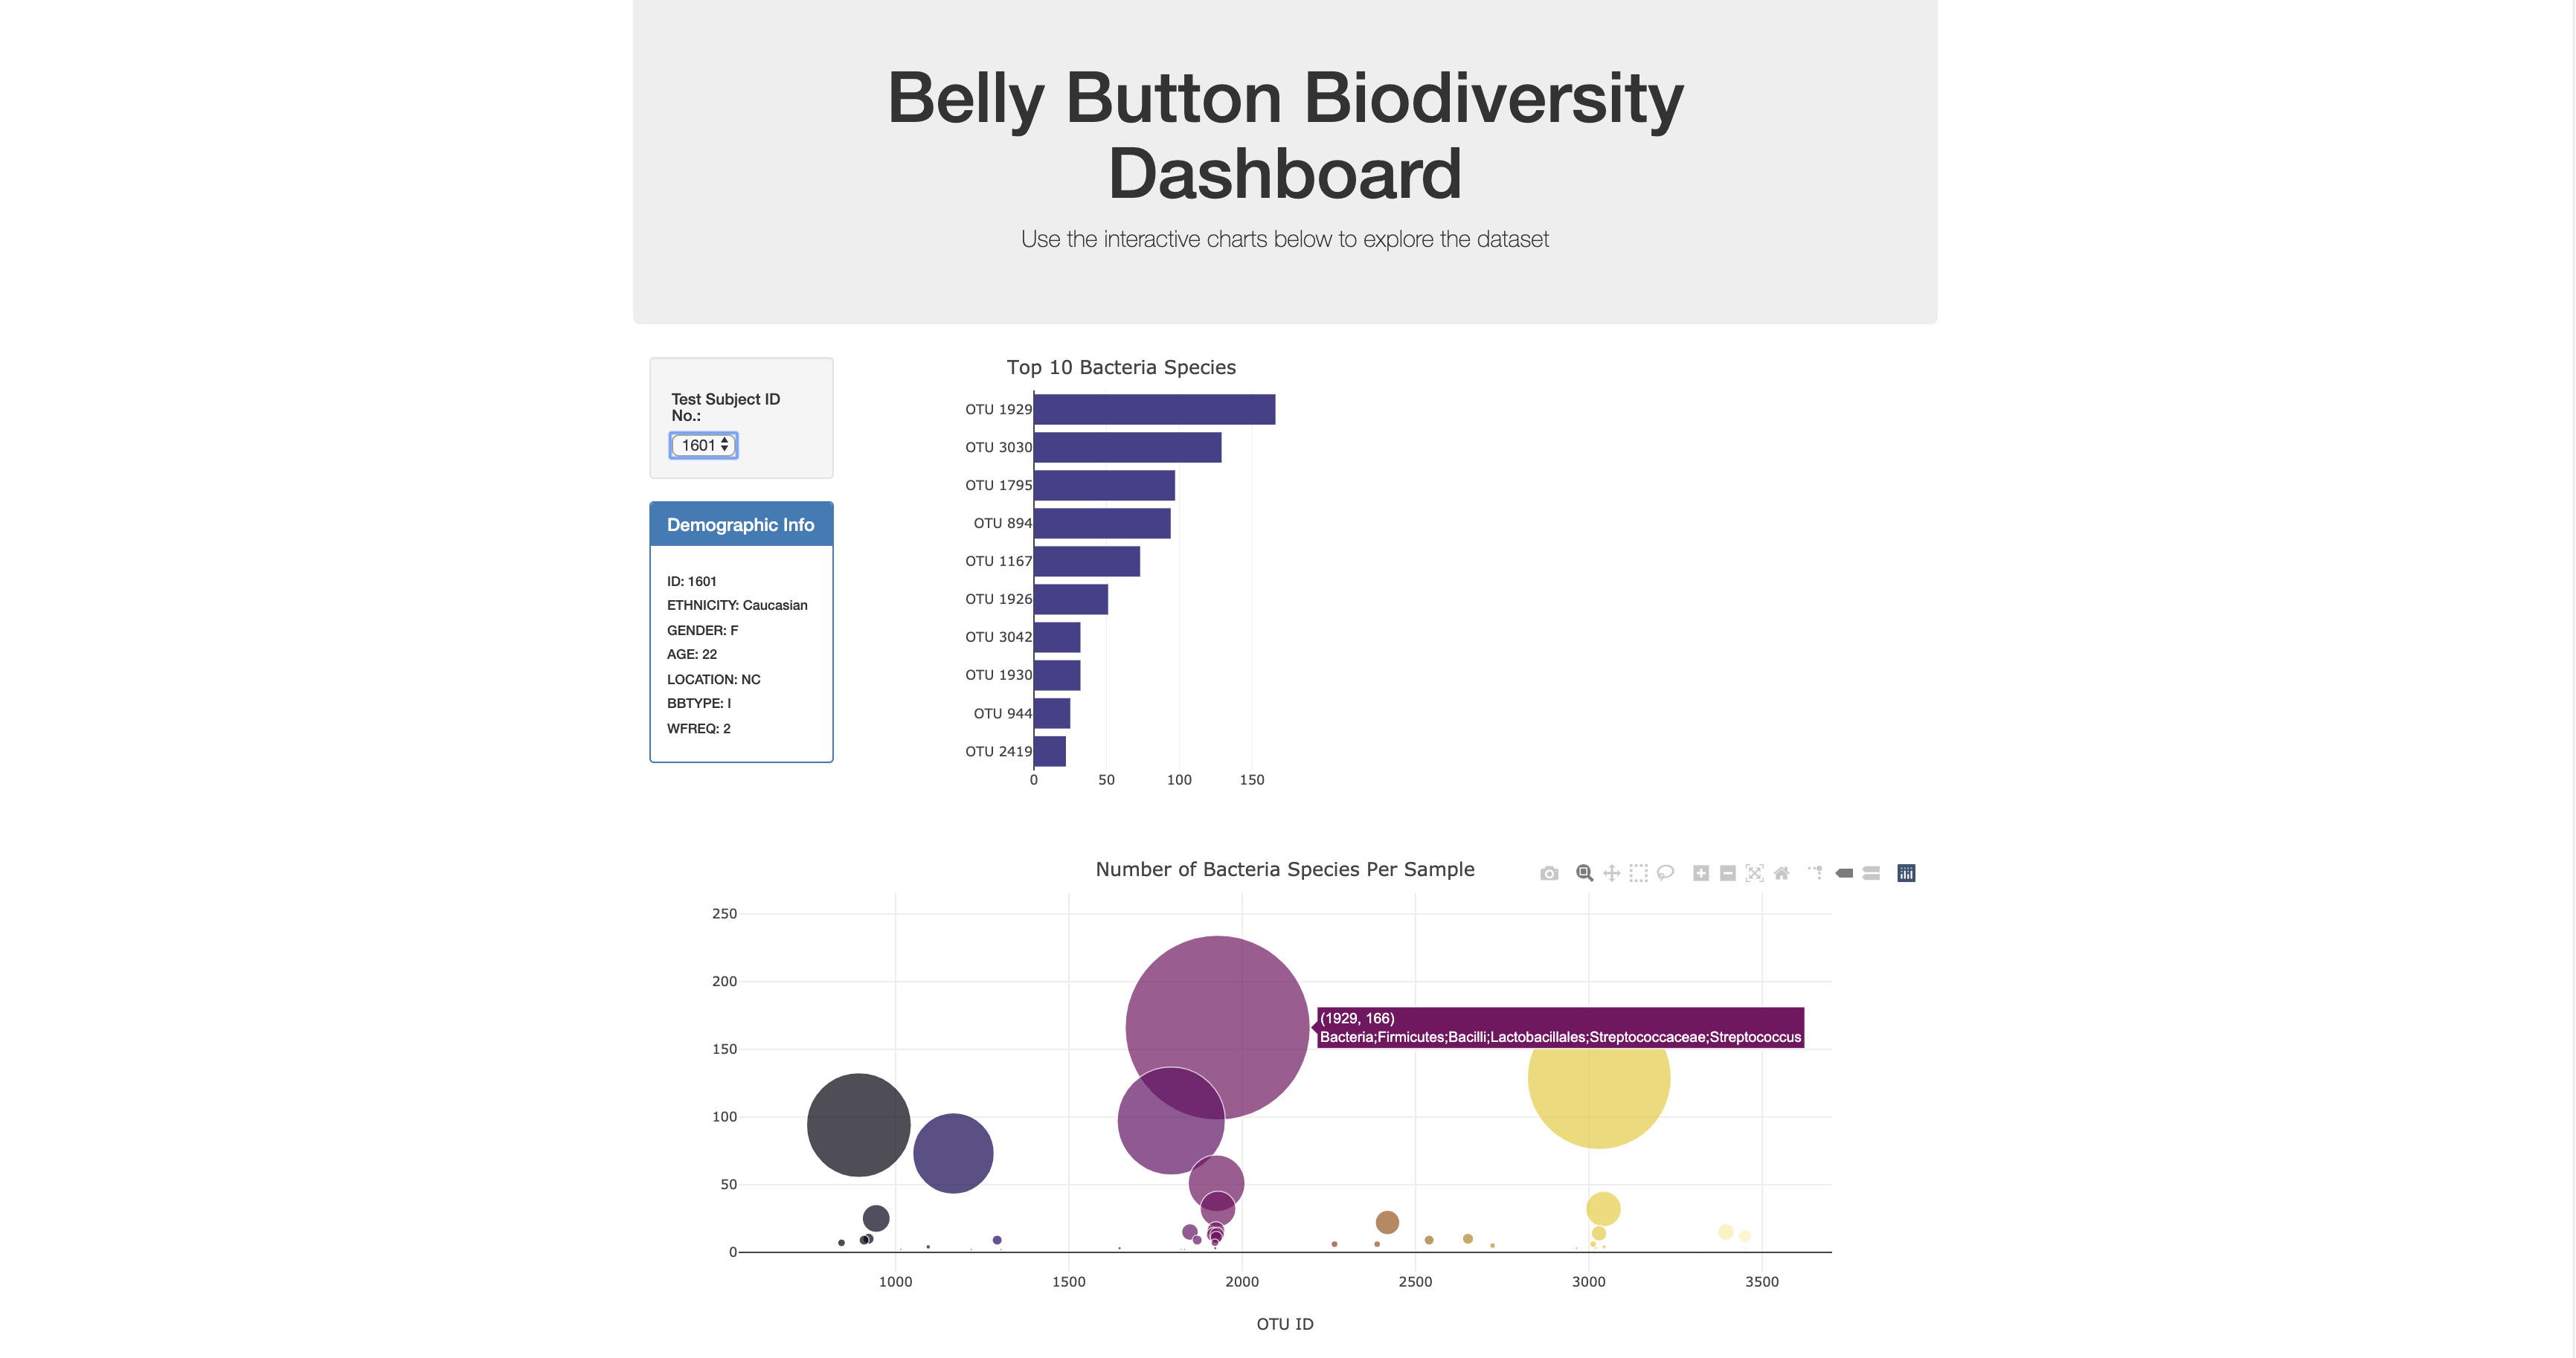 Belly Button Biodiversity
Dashboard
Use the interactive charts below to explore the dataset
Test Subject ID
No.:
1601
Demographic Info
ID: 1601
ETHNICITY: Caucasian
GENDER: F
AGE: 22
LOCATION: NC
BBTYPE: I
WFREQ: 2
Top 10 Bacteria Species
OTU 1929
OTU 3030
OTU 1795
OTU 894
OTU 1167
OTU 1926
OTU 3042
OTU 1930
OTU 944
OTU 2419
0 50 100 150
Number of Bacteria Species Per Sample
250
200
150
100
50
0
(1929, 166)
Bacteria;Firmicutes;Bacilli;Lactobacillales;Streptococcaceae;Streptococcus
1000 1500 2000 2500 3000 3500
OTU ID